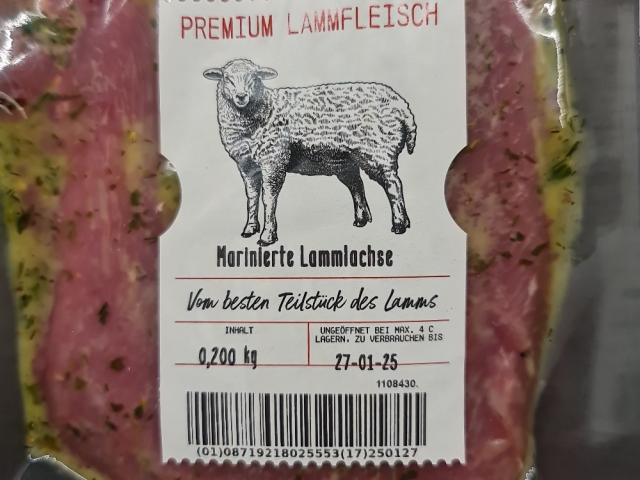 PREMIUM LAMMFLEISCH
Marinierte Lammlachse
Vom besten Teilstück des Lamms
INHALT
0,200 kg
UNGEÖFFNET BEI MAX. 4 C
LAGERN, ZU VERBRAUCHEN BIS
27-01-25
1108430.
(01)08719218025553(17)250127